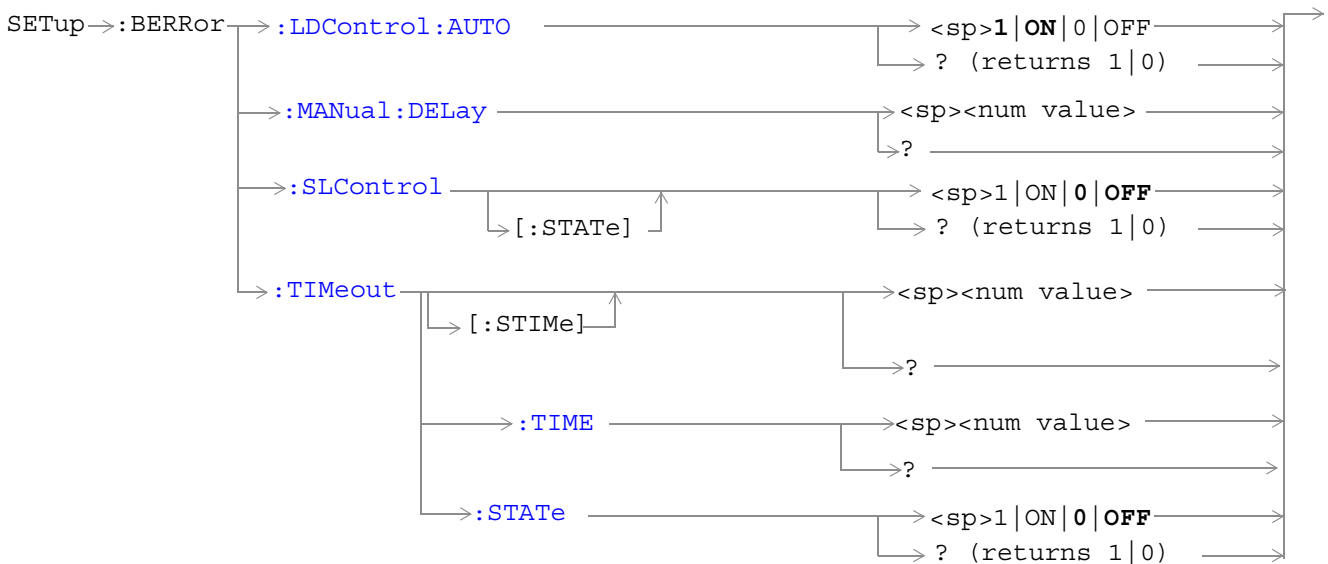 SETup :BERRor :LDControl:AUTO <sp>1|ON|0|OFF
? (returns 1|0)
:MANual:DELay <sp><num value>
?
:SLControl <sp>1|ON|0|OFF
[:STATe] ? (returns 1|0)
:TIMeout <sp><num value>
[:STIMe]
?
:TIME <sp><num value>
?
:STATe <sp>1|ON|0|OFF
? (returns 1|0)